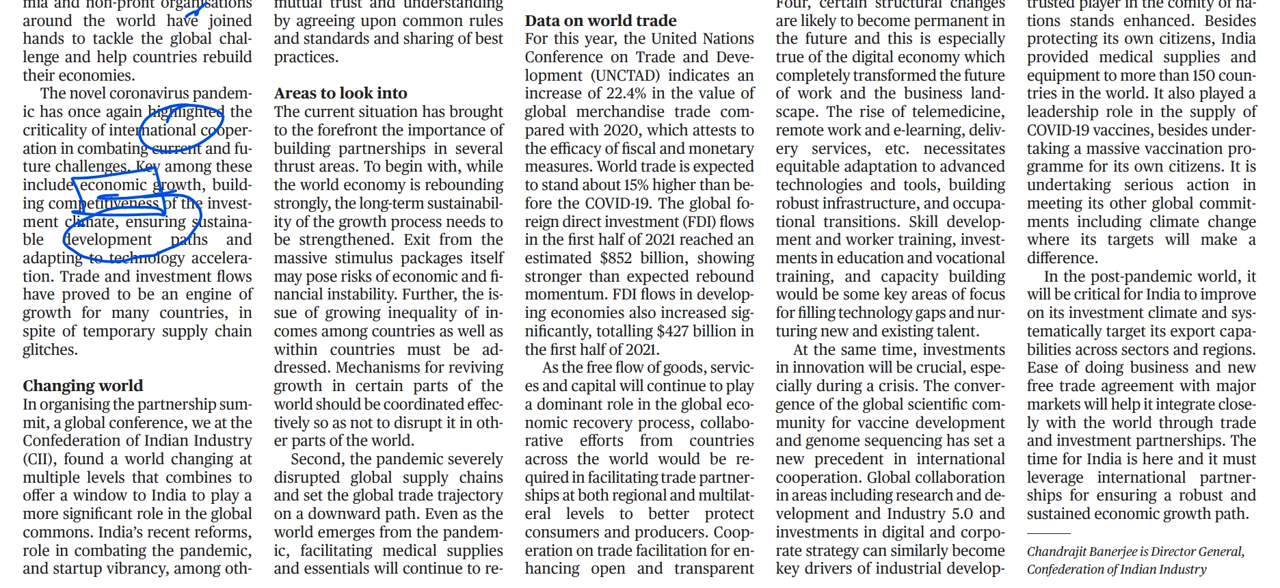 mia and non-profit organisations
around the world have joined
hands to tackle the global chal-
lenge and help countries rebuild
their economies.
The novel coronavirus pandem-
ic has once again highlighted the
criticality of international cooper-
ation in combating current and fu-
ture challenges. Key among these
include economic growth, build-
ing competitiveness of the invest-
ment climate, ensuring sustaina-
ble development paths and
adapting to technology accelera-
tion. Trade and investment flows
have proved to be an engine of
growth for many countries, in
spite of temporary supply chain
glitches.
Changing world
In organising the partnership sum-
mit, a global conference, we at the
Confederation of Indian Industry
(CII), found a world changing at
multiple levels that combines to
offer a window to India to play a
more significant role in the global
commons. India's recent reforms,
role in combating the pandemic,
and startup vibrancy, among oth-
mutual trust and understanding
by agreeing upon common rules
and standards and sharing of best
practices.
Areas to look into
The current situation has brought
to the forefront the importance of
building partnerships in several
thrust areas. To begin with, while
the world economy is rebounding
strongly, the long-term sustainabil-
ity of the growth process needs to
be strengthened. Exit from the
massive stimulus packages itself
may pose risks of economic and fi-
nancial instability. Further, the is-
sue of growing inequality of in-
comes among countries as well as
within countries must be ad-
dressed. Mechanisms for reviving
growth in certain parts of the
world should be coordinated effec-
tively so as not to disrupt it in oth-
er parts of the world.
Second, the pandemic severely
disrupted global supply chains
and set the global trade trajectory
on a downward path. Even as the
world emerges from the pandem-
ic, facilitating medical supplies
and essentials will continue to re-
Data on world trade
For this year, the United Nations
Conference on Trade and Deve-
lopment (UNCTAD) indicates an
increase of 22.4% in the value of
global merchandise trade com-
pared with 2020, which attests to
the efficacy of fiscal and monetary
measures. World trade is expected
to stand about 15% higher than be-
fore the COVID-19. The global fo-
reign direct investment (FDI) flows
in the first half of 2021 reached an
estimated $852 billion, showing
stronger than expected rebound
momentum. FDI flows in develop-
ing economies also increased sig-
nificantly, totalling $427 billion in
the first half of 2021.
As the free flow of goods, servic-
es and capital will continue to play
a dominant role in the global eco-
nomic recovery process, collabo-
rative efforts from countries
across the world would be re-
quired in facilitating trade partner-
ships at both regional and multilat-
eral levels to better protect
consumers and producers. Coop-
eration on trade facilitation for en-
hancing open and transparent
Four, certain structural changes
are likely to become permanent in
the future and this is especially
true of the digital economy which
completely transformed the future
of work and the business land-
scape. The rise of telemedicine,
remote work and e-learning, deliv-
ery services, etc. necessitates
equitable adaptation to advanced
technologies and tools, building
robust infrastructure, and occupa-
tional transitions. Skill develop-
ment and worker training, invest-
ments in education and vocational
training, and capacity building
would be some key areas of focus
for filling technology gaps and nur-
turing new and existing talent.
At the same time, investments
in innovation will be crucial, espe-
cially during a crisis. The conver-
gence of the global scientific com-
munity for vaccine development
and genome sequencing has set a
new precedent in international
cooperation. Global collaboration
in areas including research and de-
velopment and Industry 5.0 and
investments in digital and corpo-
rate strategy can similarly become
key drivers of industrial develop-
trusted player in the comity of na-
tions stands enhanced. Besides
protecting its own citizens, India
provided medical supplies and
equipment to more than 150 coun-
tries in the world. It also played a
leadership role in the supply of
COVID-19 vaccines, besides under-
taking a massive vaccination pro-
gramme for its own citizens. It is
undertaking serious action in
meeting its other global commit-
ments including climate change
where its targets will make a
difference.
In the post-pandemic world, it
will be critical for India to improve
on its investment climate and sys-
tematically target its export capa-
bilities across sectors and regions.
Ease of doing business and new
free trade agreement with major
markets will help it integrate close-
ly with the world through trade
and investment partnerships. The
time for India is here and it must
leverage international partner-
ships for ensuring a robust and
sustained economic growth path.
Chandrajit Banerjee is Director General,
Confederation of Indian Industry